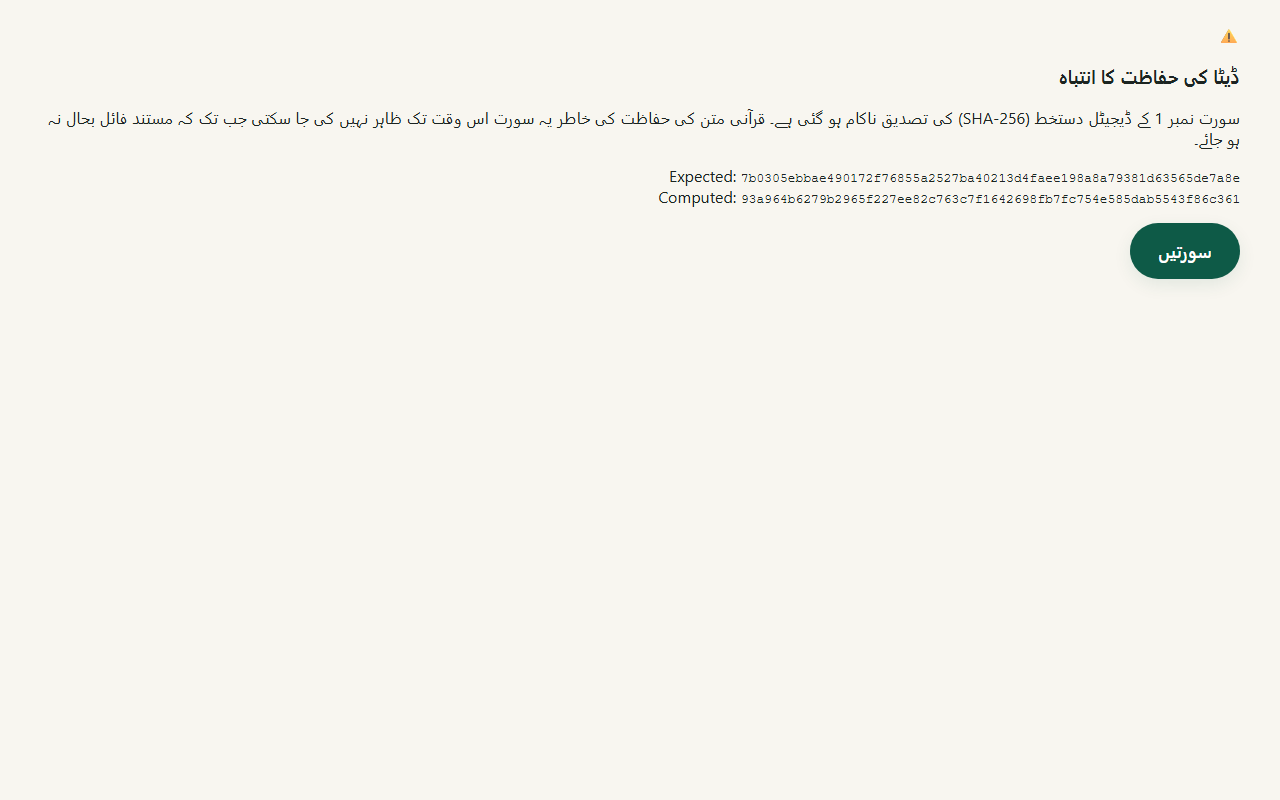 ⚠
ڈیٹا کی حفاظت کا انتباہ
سورت نمبر 1 کے ڈیجیٹل دستخط (SHA-256) کی تصدیق ناکام ہو گئی ہے۔ قرآنی متن کی حفاظت کی خاطر یہ سورت اس وقت تک ظاہر نہیں کی جا سکتی جب تک کہ مستند فائل بحال نہ
ہو جائے۔
Expected: 7b0305ebbae490172f76855a2527ba40213d4faee198a8a79381d63565de7a8e
Computed: 93a964b6279b2965f227ee82c763c7f1642698fb7fc754e585dab5543f86c361
سورتیں